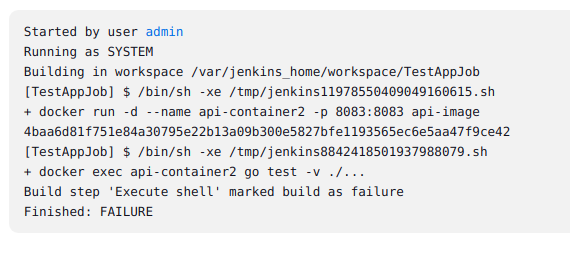 Started by user admin
Running as SYSTEM
Building in workspace /var/jenkins_home/workspace/TestAppJob
[TestAppJob] $ /bin/sh -xe /tmp/jenkins11978550409049160615.sh
+ docker run -d --name api-container2 -p 8083:8083 api-image
4baa6d81f751e84a30795e22b13a09b300e5827bfe1193565ec6e5aa47f9ce42
[TestAppJob] $ /bin/sh -xe /tmp/jenkins8842418501937988079.sh
+ docker exec api-container2 go test -v ./...
Build step 'Execute shell' marked build as failure
Finished: FAILURE